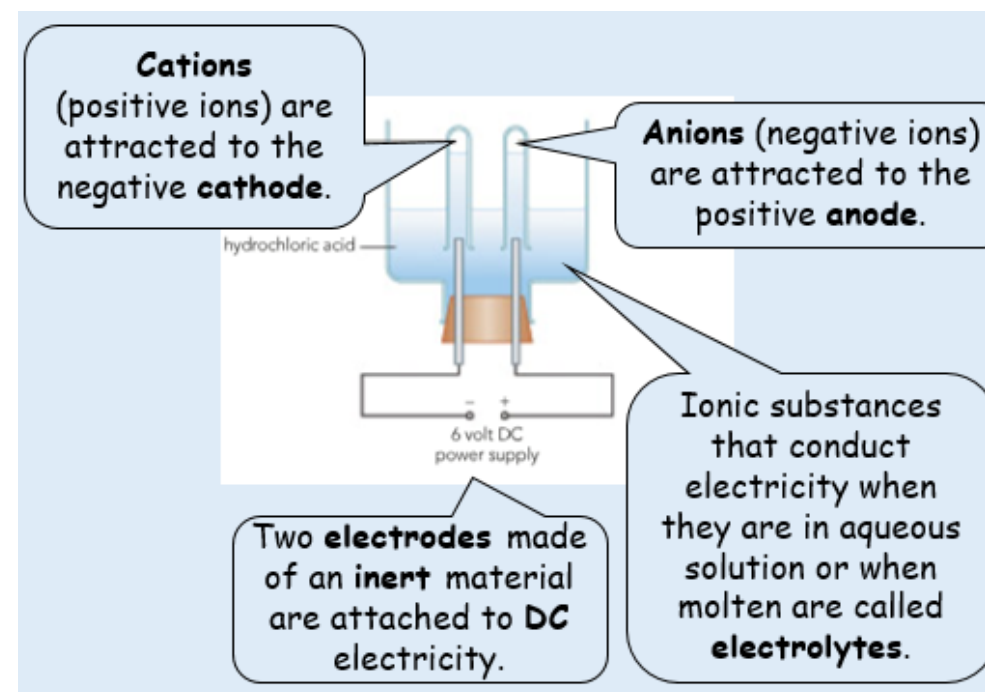 Cations
(positive ions) are
attracted to the
negative cathode.
Anions (negative ions)
are attracted to the
positive anode.
hydrochloric acid
– +
6 volt DC
power supply
Two electrodes made
of an inert material
are attached to DC
electricity.
Ionic substances
that conduct
electricity when
they are in aqueous
solution or when
molten are called
electrolytes.